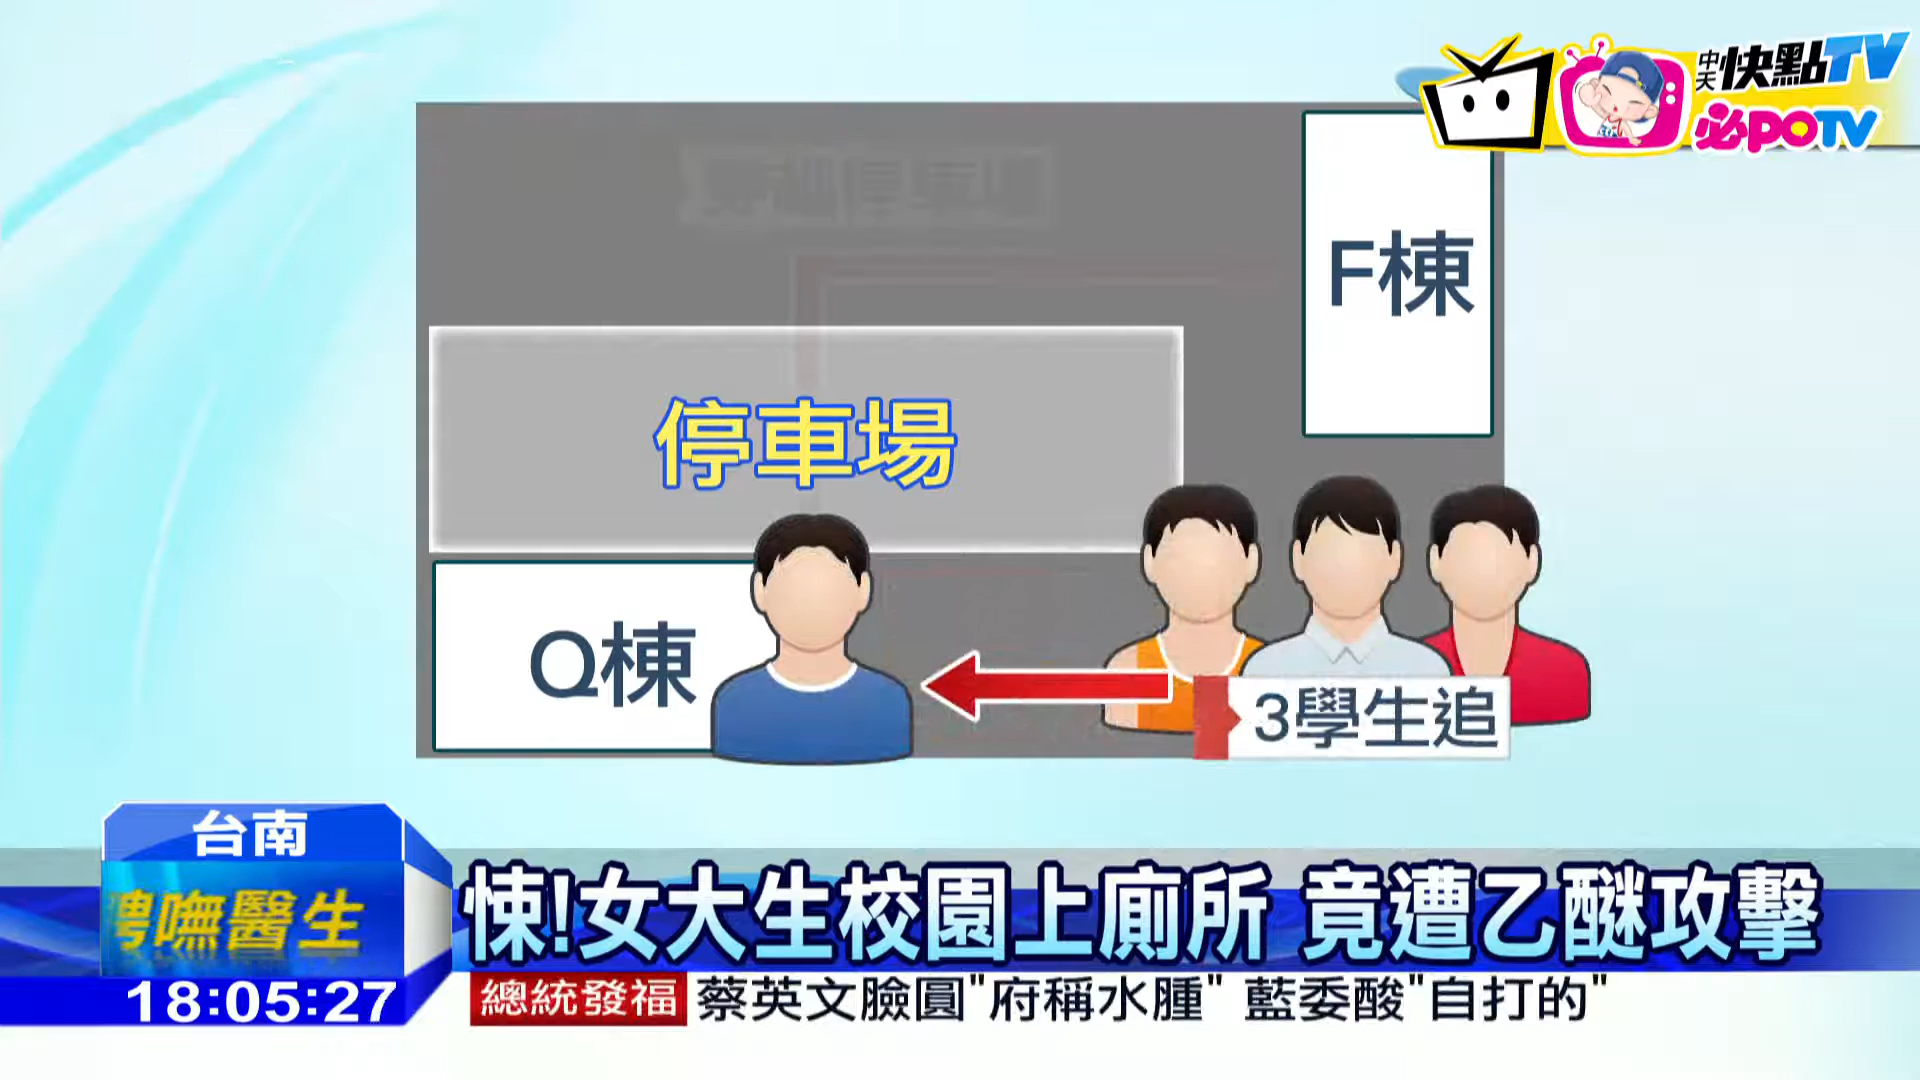 中天快點TV
必POTV
F棟
停車場
Q棟
3學生追
台南
嘸醫生
悚!女大生校園上廁所 竟遭乙醚攻擊
18:05:27
總統發福 蔡英文臉圓"府稱水腫" 藍委酸"自打的"